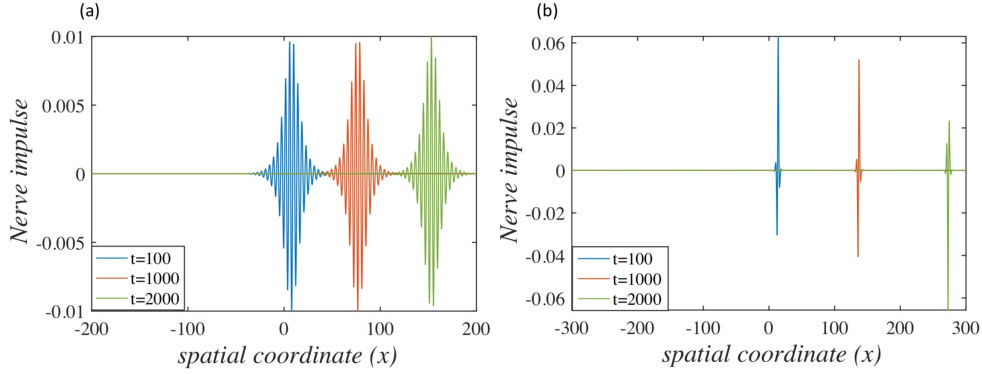 (a)
0.01
0.005
0
-0.005
-0.01
Nerve impulse
t=100
t=1000
t=2000
-200
-100
0
100
200
spatial coordinate (x)
(b)
0.06
0.04
0.02
0
-0.02
-0.04
-0.06
Nerve impulse
t=100
t=1000
t=2000
-300
-200
-100
0
100
200
300
spatial coordinate (x)